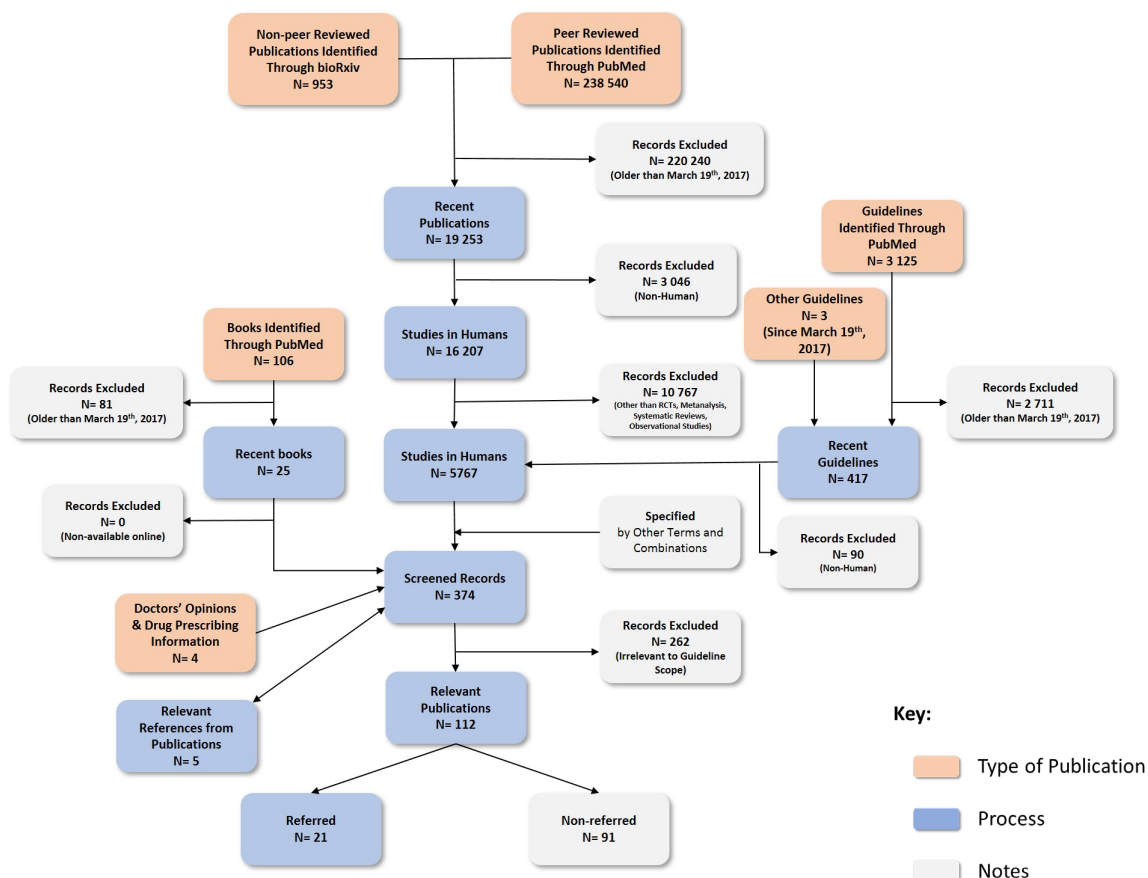 Non-peer Reviewed
Publications Identified
Through bioRxiv
N= 953
Peer Reviewed
Publications Identified
Through PubMed
N= 238 540
Records Excluded
N= 220 240
(Older than March 19th, 2017)
Recent
Publications
N= 19 253
Guidelines
Identified Through
PubMed
N= 3 125
Records Excluded
N= 3 046
(Non-Human)
Other Guidelines
N= 3
(Since March 19th,
2017)
Books Identified
Through PubMed
N= 106
Studies in Humans
N= 16 207
Records Excluded
N= 81
(Older than March 19th, 2017)
Records Excluded
N= 10 767
(Other than RCTs, Metanalysis,
Systematic Reviews,
Observational Studies)
Records Excluded
N= 2 711
(Older than March 19th, 2017)
Recent books
N= 25
Studies in Humans
N= 5767
Recent
Guidelines
N= 417
Records Excluded
N= 0
(Non-available online)
Specified
by Other Terms and
Combinations
Records Excluded
N= 90
(Non-Human)
Screened Records
N= 374
Doctors' Opinions
& Drug Prescribing
Information
N= 4
Records Excluded
N= 262
(Irrelevant to Guideline
Scope)
Relevant
References from
Publications
N= 5
Relevant
Publications
N= 112
Referred
N= 21
Non-referred
N= 91
Key:
Type of Publication
Process
Notes